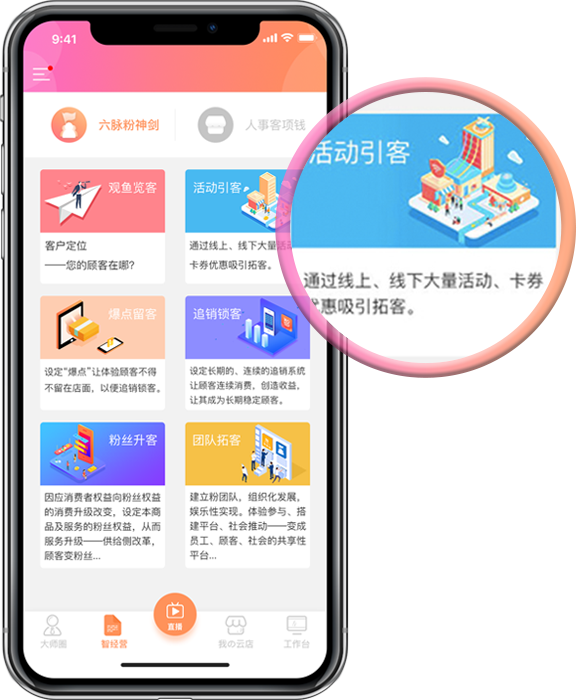 9:41
六脉粉神剑
人事客项钱
观鱼览客
客户定位
——您的顾客在哪?
活动引客
通过线上、线下大量活动、
卡券优惠吸引拓客。
活动引客
通过线上、线下大量活动、卡券
优惠吸引拓客。
爆点留客
设定“爆点”让体验顾客不得
不留在店面，以便追销锁客。
追销锁客
设定长期的、连续的追销系统
让顾客连续消费，创造收益，
让其成为长期稳定顾客。
粉丝升客
因应消费者权益向粉丝权益
的消费升级改变，设定本商
品及服务的粉丝权益，从而
服务升级——供给侧改革，
顾客变粉丝...
团队拓客
建立粉团队，组织化发展，
娱乐性实现。体验参与、搭
建平台、社会推动——变成
员工、顾客、社会的共享性
平台...
大师圈
智经营
直播
我の云店
工作台